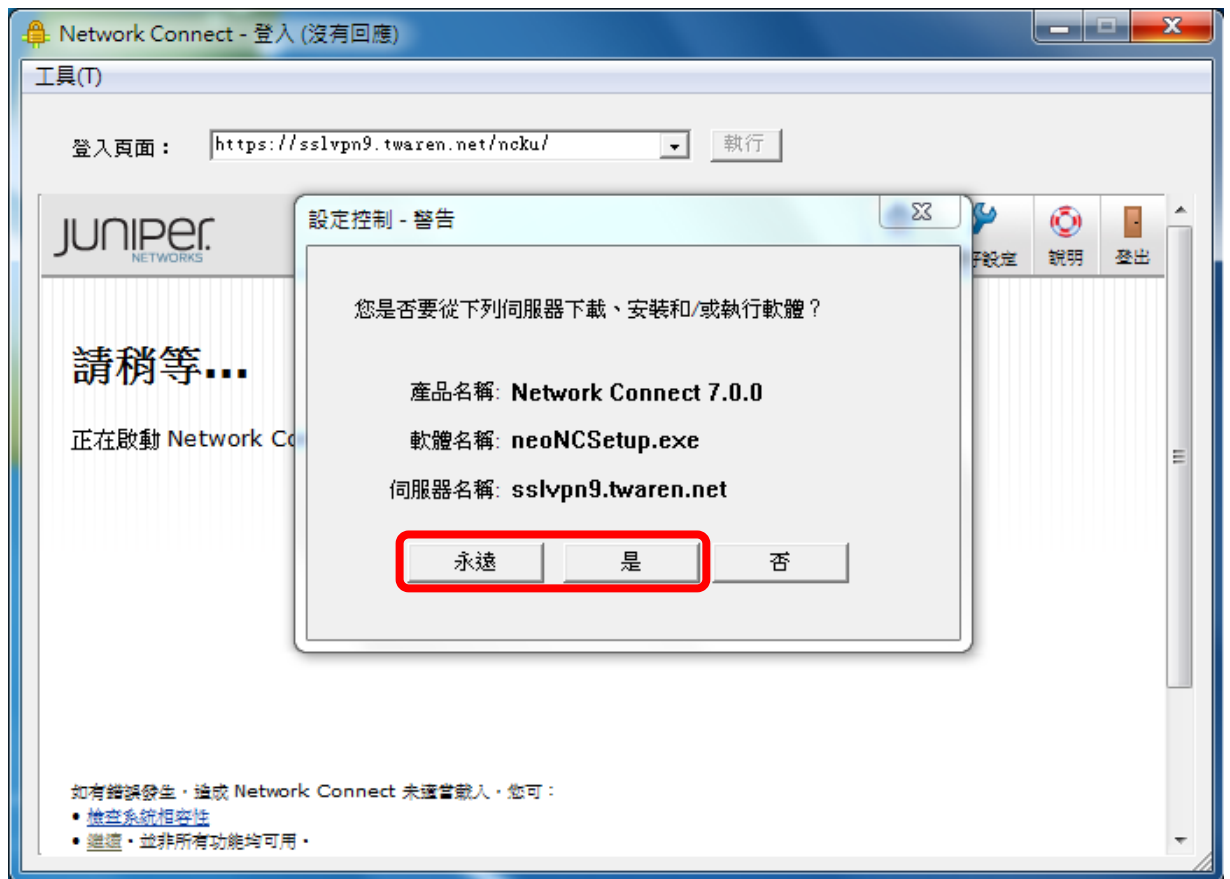 Network Connect - 登入 (沒有回應)
工具(T)
登入頁面：
https://sslvpn9.twaren.net/ncku/
執行
JUNIPER
NETWORKS
設定控制 - 警告
好設定
說明
登出
您是否要從下列伺服器下載、安裝和/或執行軟體？
請稍等...
產品名稱: Network Connect 7.0.0
正在啟動 Network Co
軟體名稱: neoNCSetup.exe
伺服器名稱: sslvpn9.twaren.net
永遠
是
否
如有錯誤發生，造成 Network Connect 未適當載入，您可：
• 檢查系統相容性
• 繼續，並非所有功能均可用。